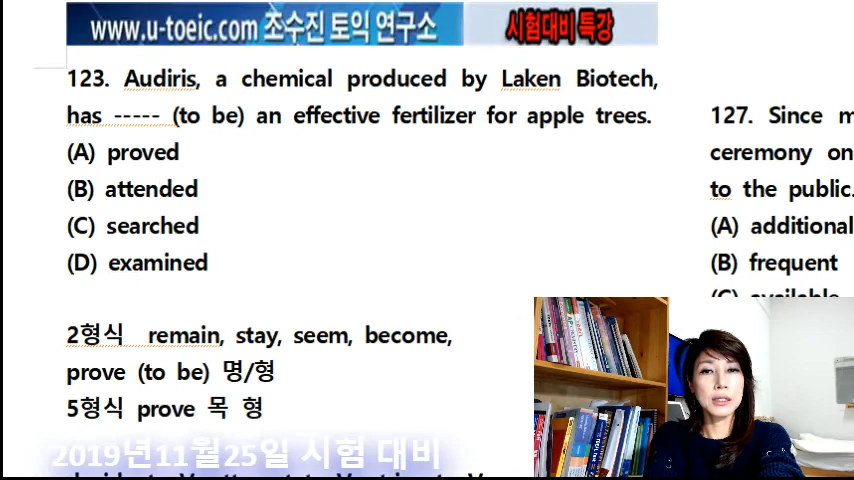 www.u-toeic.com 조수진 토익 연구소 시험대비 특강
123. Audiris, a chemical produced by Laken Biotech,
has ----- (to be) an effective fertilizer for apple trees.
(A) proved
(B) attended
(C) searched
(D) examined
2형식 remain, stay, seem, become,
prove (to be) 명/형
5형식 prove 목 형
2019년11월25일 시험 대비
127. Since m
ceremony on
to the public.
(A) additional
(B) frequent
(C) available